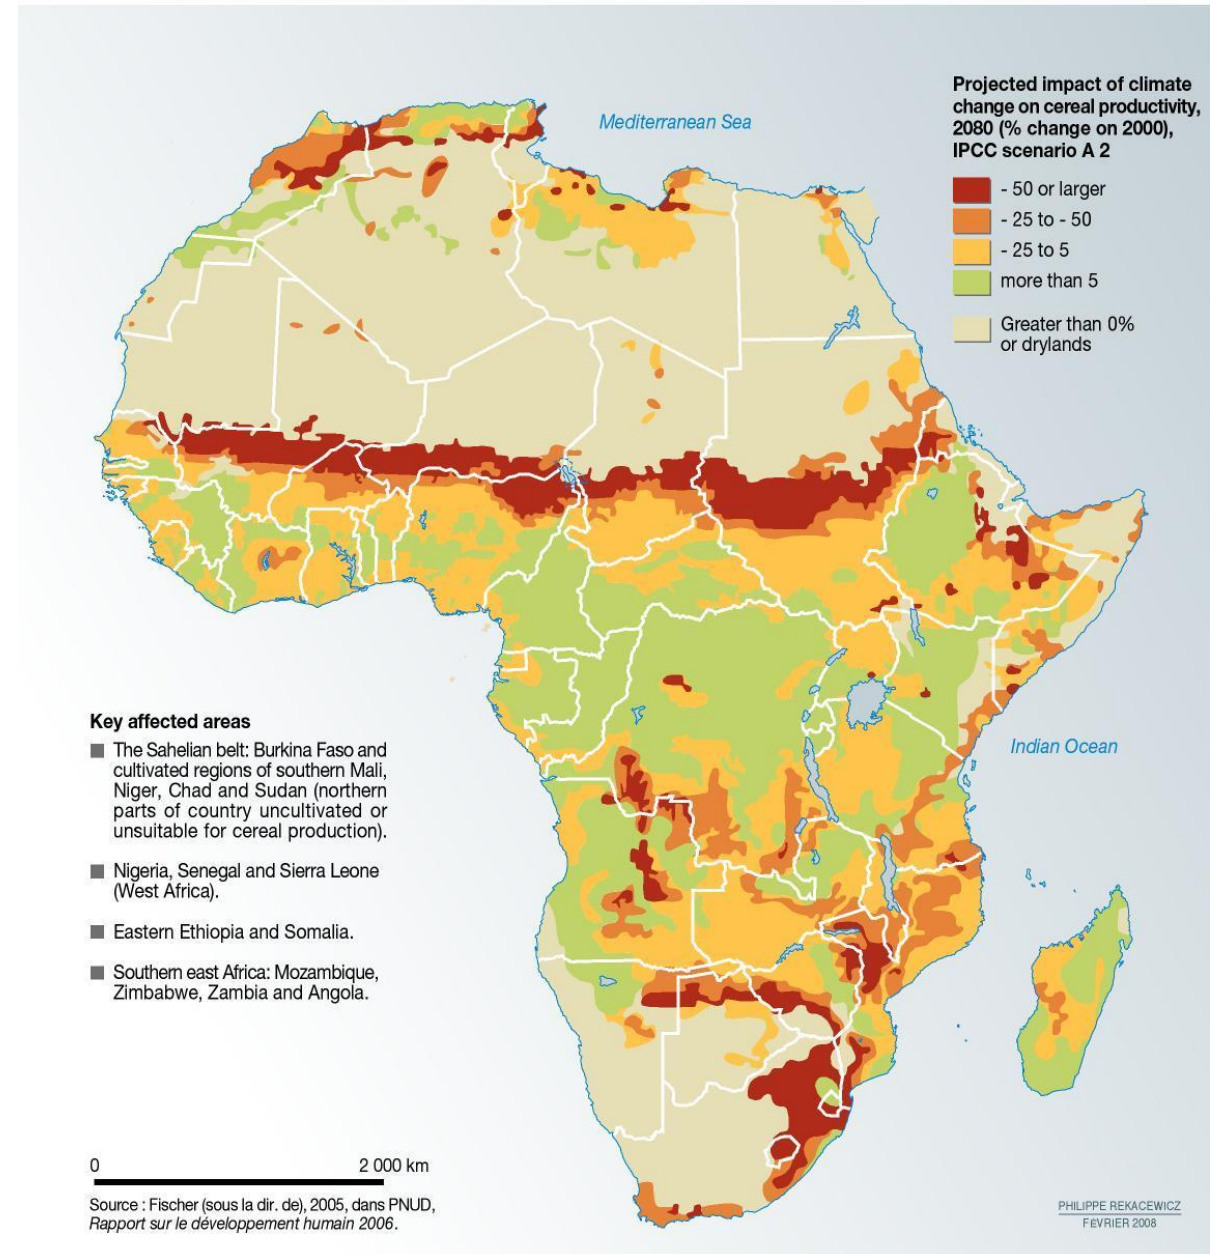 Mediterranean Sea
Projected impact of climate
change on cereal productivity,
2080 (% change on 2000),
IPCC scenario A 2
- 50 or larger
- 25 to - 50
- 25 to 5
more than 5
Greater than 0%
or drylands
Indian Ocean
Key affected areas
The Sahelian belt: Burkina Faso and
cultivated regions of southern Mali,
Niger, Chad and Sudan (northern
parts of country uncultivated or
unsuitable for cereal production).
Nigeria, Senegal and Sierra Leone
(West Africa).
Eastern Ethiopia and Somalia.
Southern east Africa: Mozambique,
Zimbabwe, Zambia and Angola.
0 2 000 km
Source : Fischer (sous la dir. de), 2005, dans PNUD,
Rapport sur le développement humain 2006.
PHILIPPE REKACEWICZ
FÉVRIER 2008